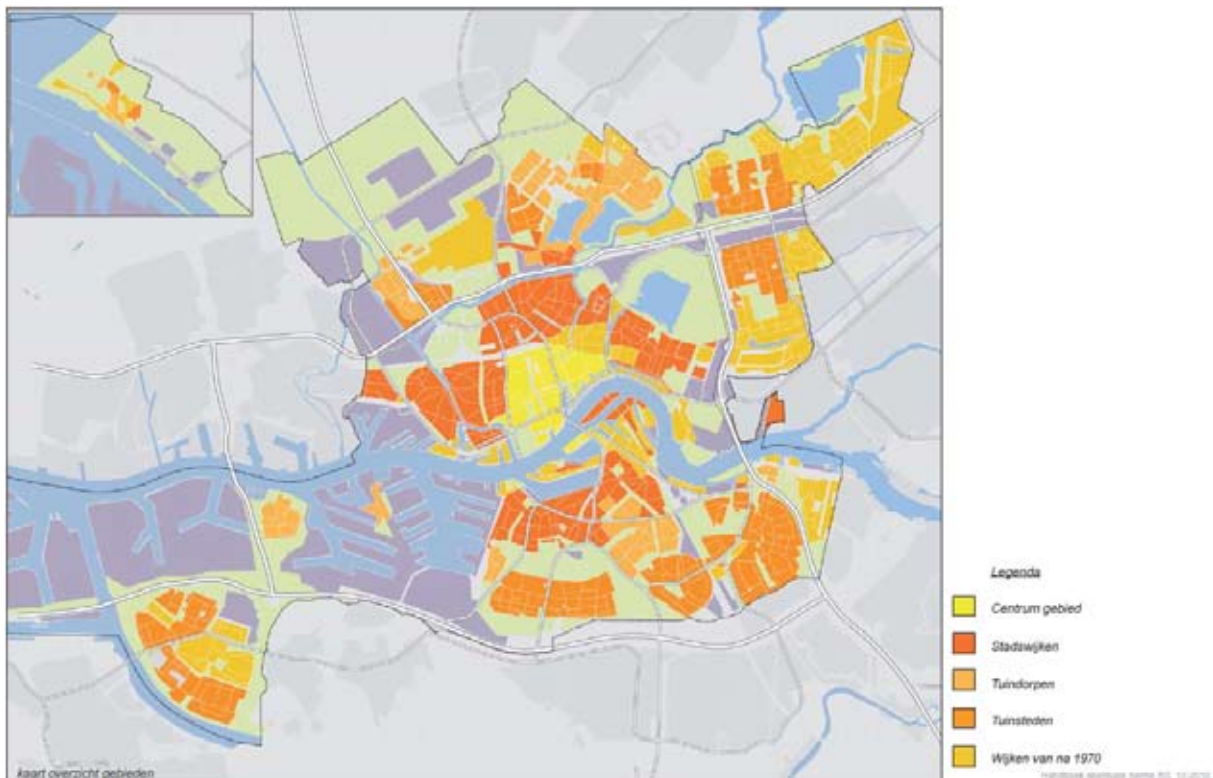 Legenda
Centrum gebied
Stadswijken
Tuindorpen
Tuinsteden
Wijken van na 1970
kaart overzicht gebieden